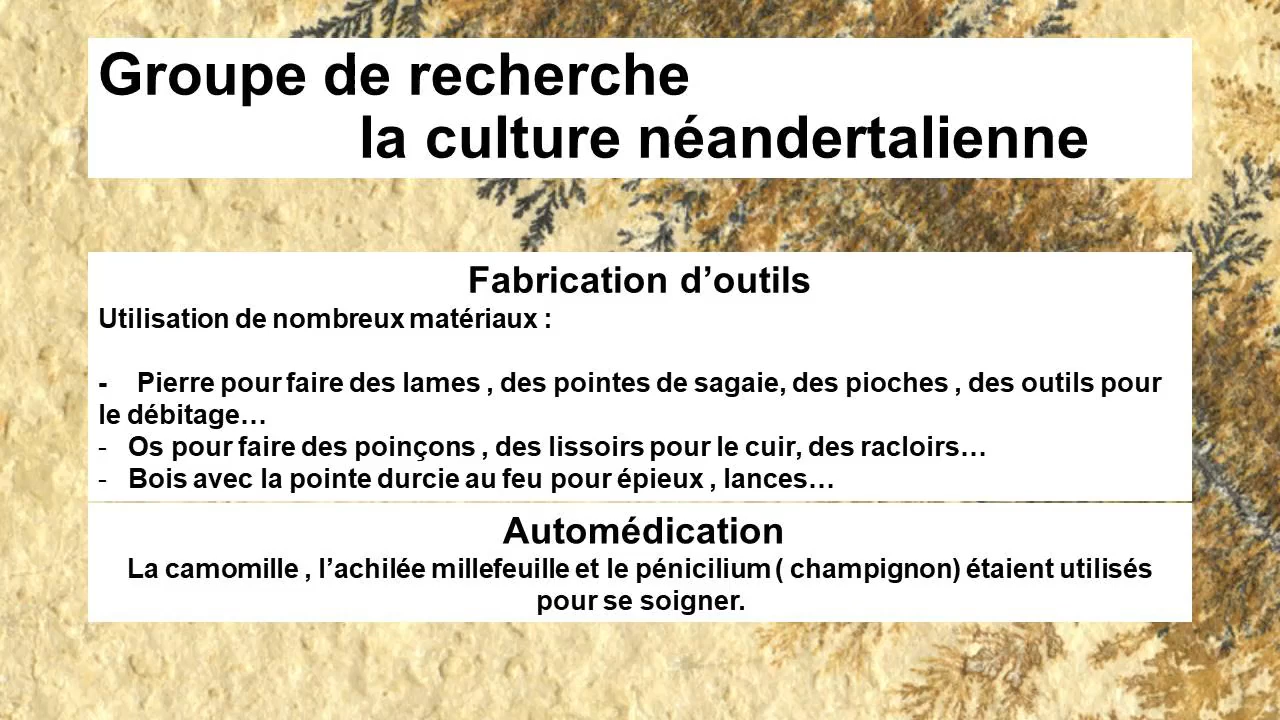 Groupe de recherche
la culture néandertalienne
Fabrication d’outils
Utilisation de nombreux matériaux :
- Pierre pour faire des lames , des pointes de sagaie, des pioches , des outils pour
le débitage…
- Os pour faire des poinçons , des lissoirs pour le cuir, des racloirs…
- Bois avec la pointe durcie au feu pour épieux , lances…
Automédication
La camomille , l’achilée millefeuille et le pénicilium ( champignon) étaient utilisés
pour se soigner.